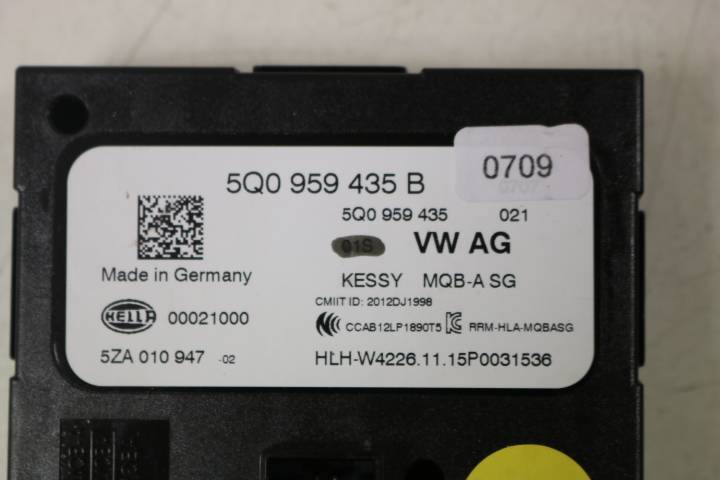 0709
5Q0 959 435 B
5Q0 959 435 021
01S VW AG
Made in Germany
KESSY MQB-A SG
CMIIT ID: 2012DJ1998
HELLA 00021000
CCAB12LP1890T5 RRM-HLA-MQBASG
5ZA 010 947 -02
HLH-W4226.11.15P0031536